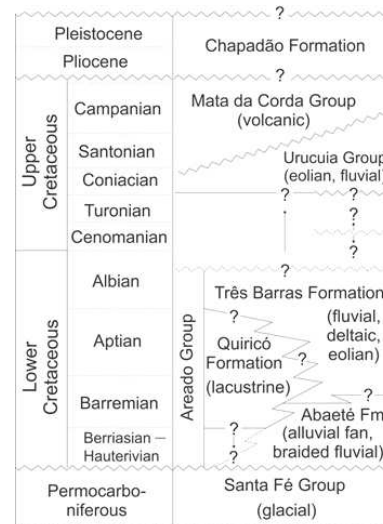 ?
Pleistocene
Pliocene
Chapadão Formation
?
Upper
Cretaceous
Campanian
Santonian
Coniacian
Turonian
Cenomanian
Mata da Corda Group
(volcanic)
Urucuia Group
(eolian, fluvial)
?
?
?
?
?
?
Lower
Cretaceous
Albian
Aptian
Barremian
Berriasian –
Hauterivian
Areado Group
Três Barras Formation
(fluvial,
deltaic,
eolian)
?
Quiricó
Formation
?
(lacustrine)
?
Abaeté Fm
(alluvial fan,
braided fluvial)
?
?
Permocarbo-
niferous
Santa Fé Group
(glacial)